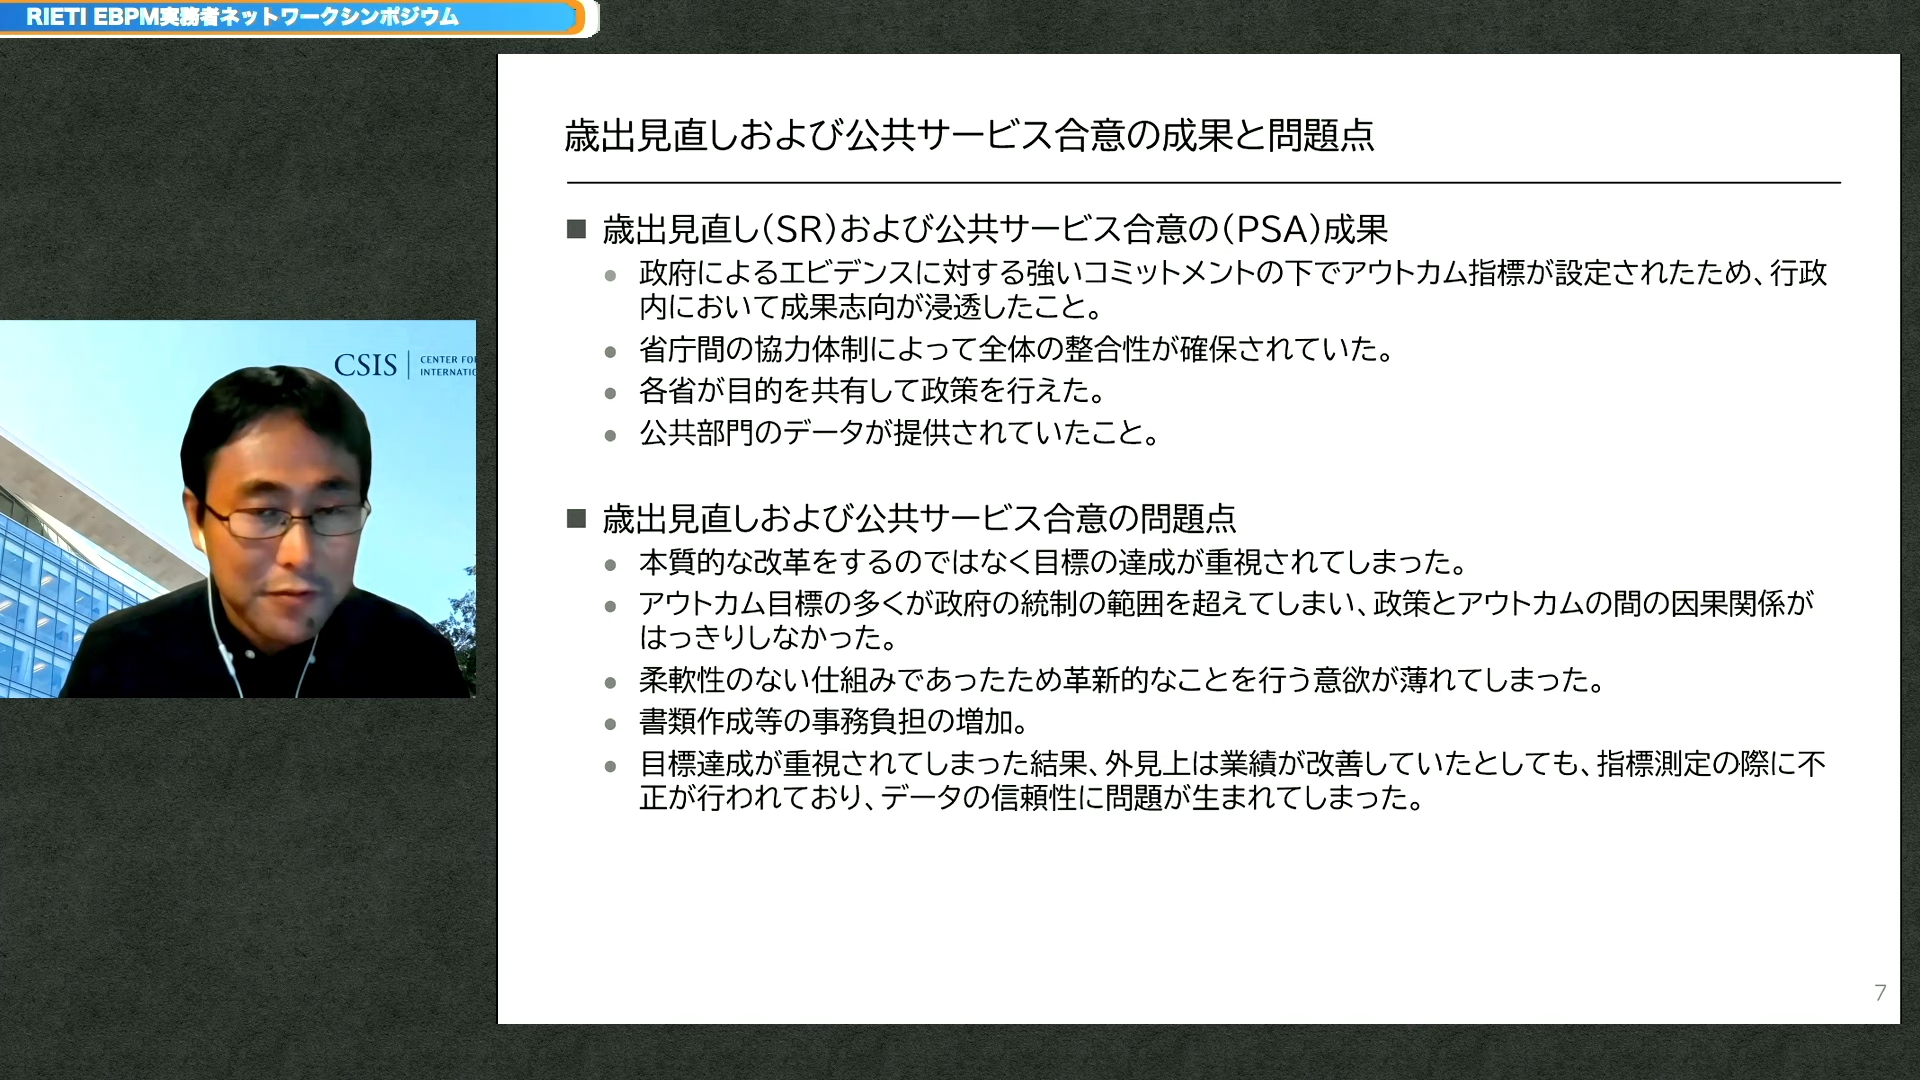 RIETI EBPM実務者ネットワークシンポジウム
歳出見直しおよび公共サービス合意の成果と問題点
■ 歳出見直し(SR)および公共サービス合意の(PSA)成果
● 政府によるエビデンスに対する強いコミットメントの下でアウトカム指標が設定されたため、行政
内において成果志向が浸透したこと。
● 省庁間の協力体制によって全体の整合性が確保されていた。
● 各省が目的を共有して政策を行えた。
● 公共部門のデータが提供されていたこと。
CSIS
CENTER FO
INTERNATIO
■ 歳出見直しおよび公共サービス合意の問題点
● 本質的な改革をするのではなく目標の達成が重視されてしまった。
● アウトカム目標の多くが政府の統制の範囲を超えてしまい、政策とアウトカムの間の因果関係が
はっきりしなかった。
● 柔軟性のない仕組みであったため革新的なことを行う意欲が薄れてしまった。
● 書類作成等の事務負担の増加。
● 目標達成が重視されてしまった結果、外見上は業績が改善していたとしても、指標測定の際に不
正が行われており、データの信頼性に問題が生まれてしまった。
7